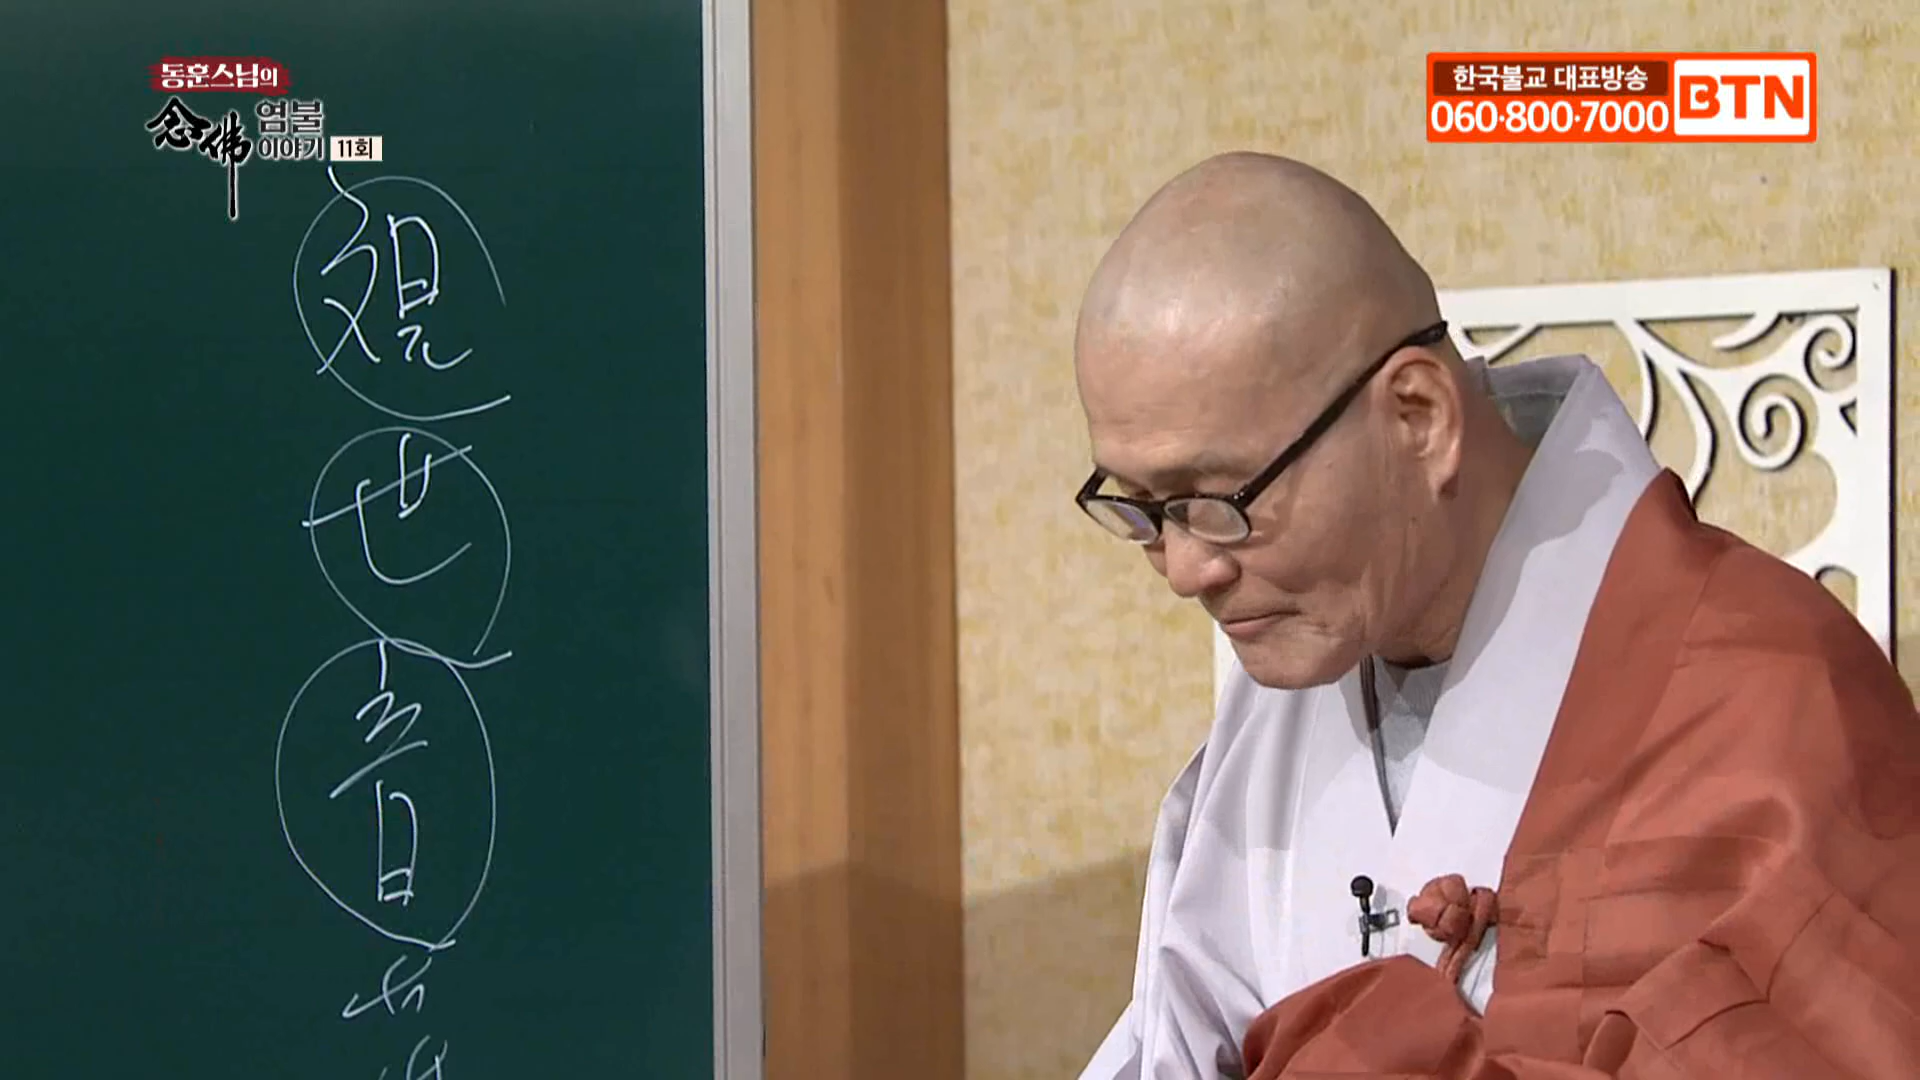 동훈스님의
念佛 염불
이야기 11회
한국불교 대표방송
060·800·7000 BTN
觀
世
音